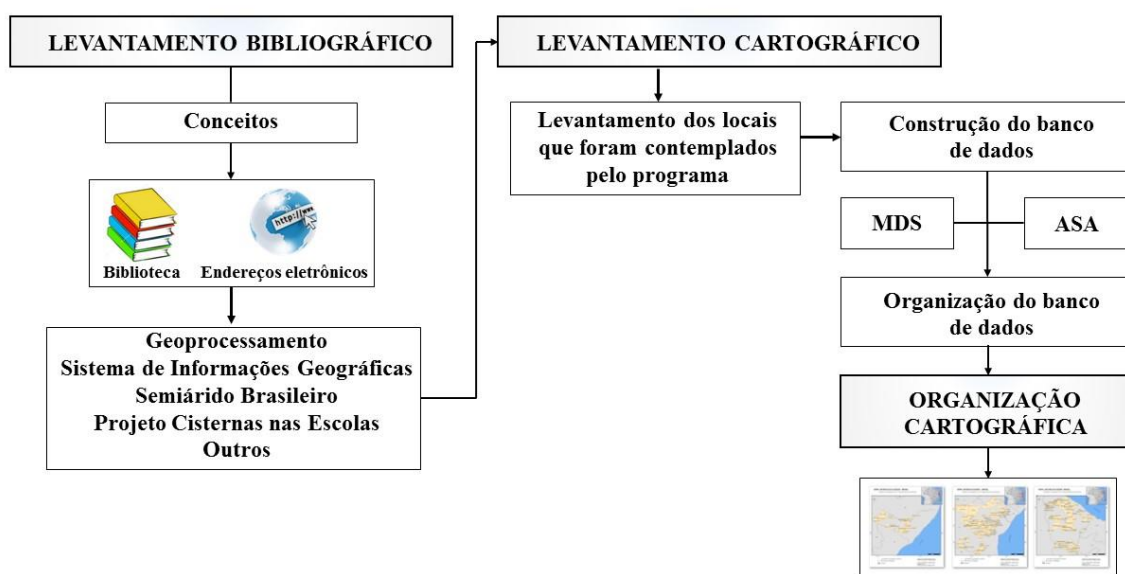 LEVANTAMENTO BIBLIOGRÁFICO
Conceitos
http://www
Biblioteca
Endereços eletrônicos
Geoprocessamento
Sistema de Informações Geográficas
Semiárido Brasileiro
Projeto Cisternas nas Escolas
Outros
LEVANTAMENTO CARTOGRÁFICO
Levantamento dos locais
que foram contemplados
pelo programa
Construção do banco
de dados
MDS
ASA
Organização do banco
de dados
ORGANIZAÇÃO
CARTOGRÁFICA